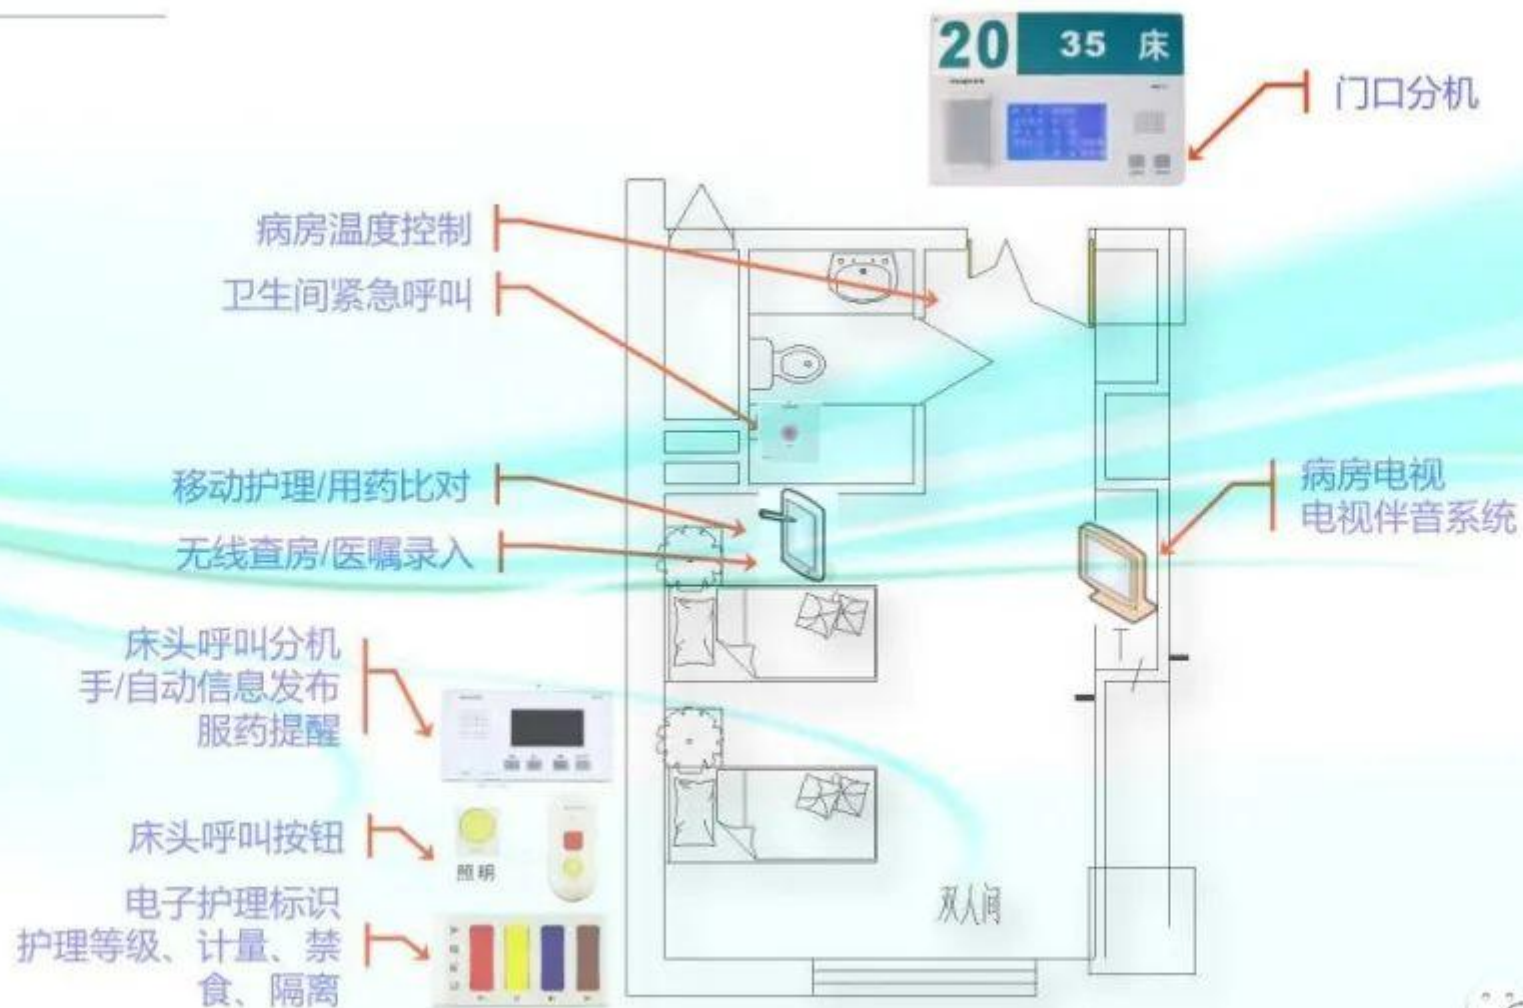 20 35 床
门口分机
病房温度控制
卫生间紧急呼叫
移动护理/用药比对
无线查房/医嘱录入
病房电视
电视伴音系统
床头呼叫分机
手/自动信息发布
服药提醒
床头呼叫按钮
照明
电子护理标识
护理等级、计量、禁
食、隔离
双人间